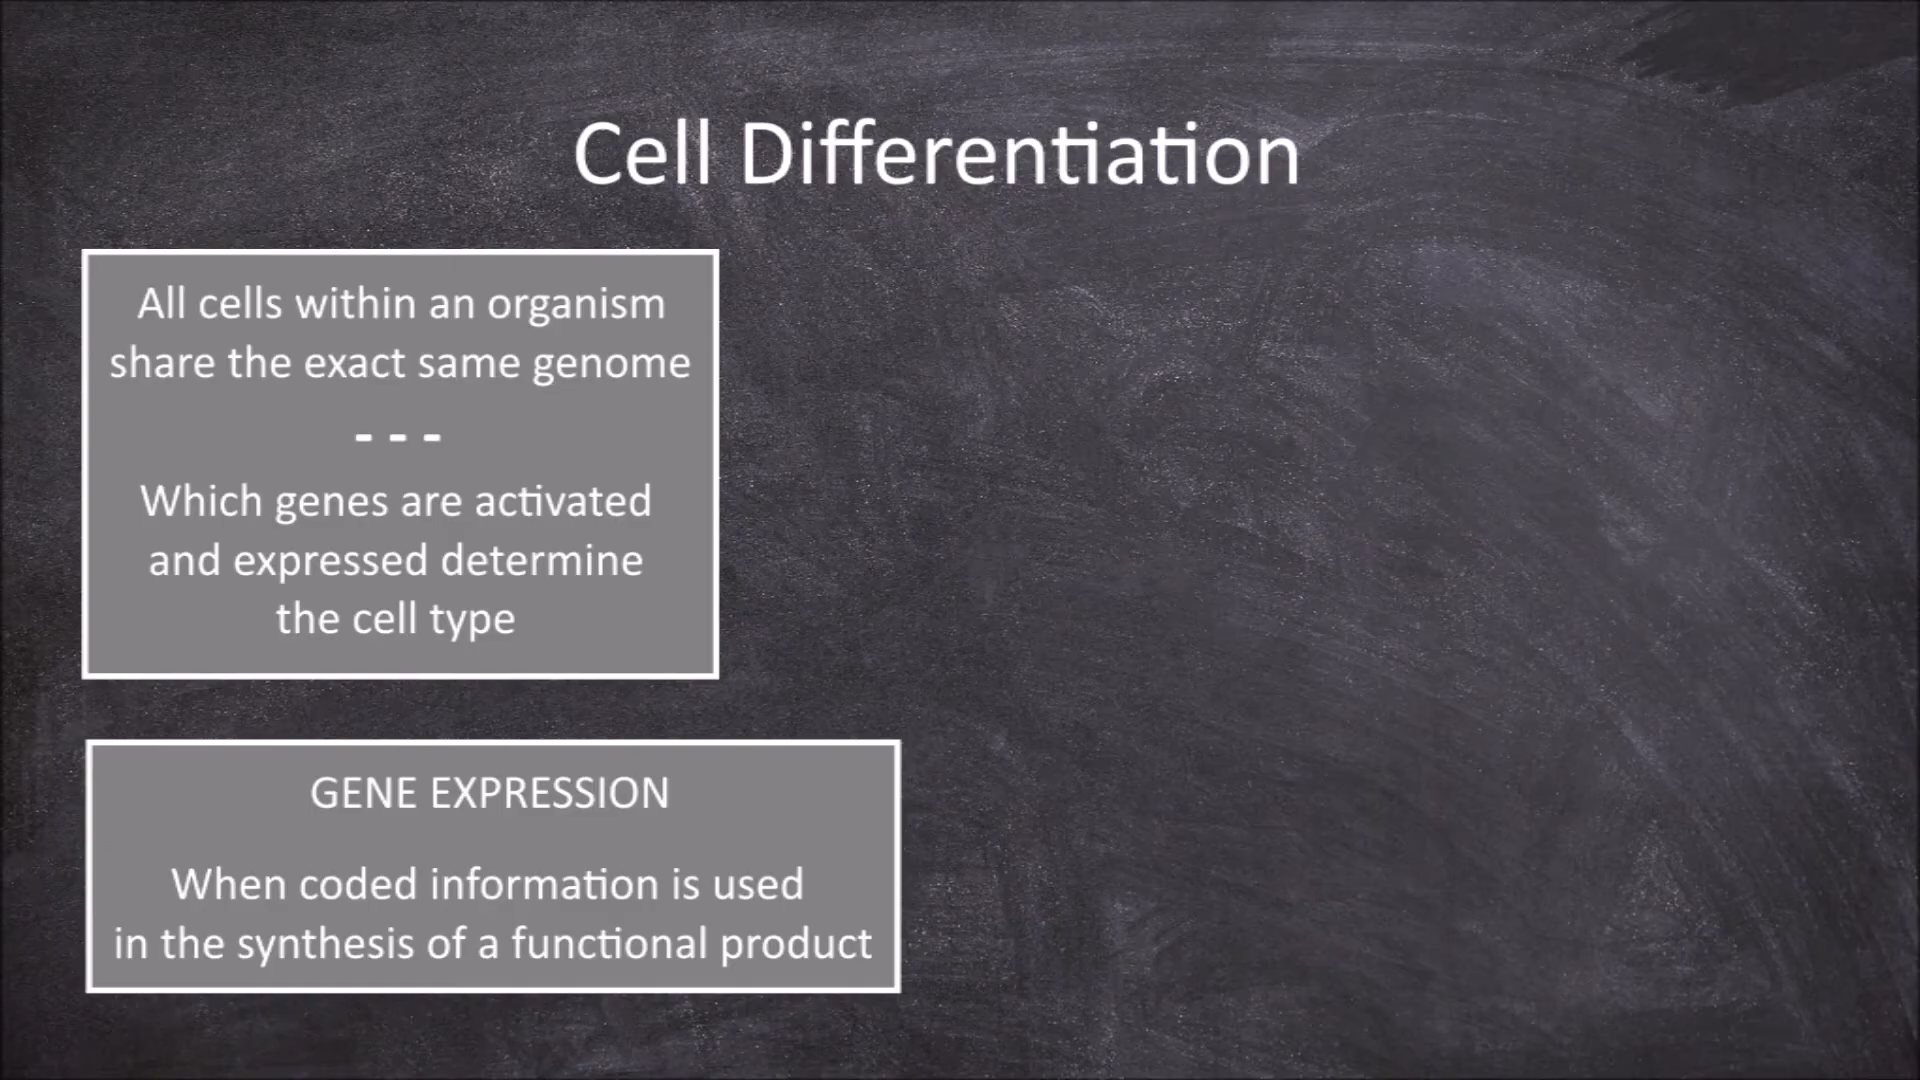 Cell Differentiation
All cells within an organism
share the exact same genome
- - -
Which genes are activated
and expressed determine
the cell type
GENE EXPRESSION
When coded information is used
in the synthesis of a functional product